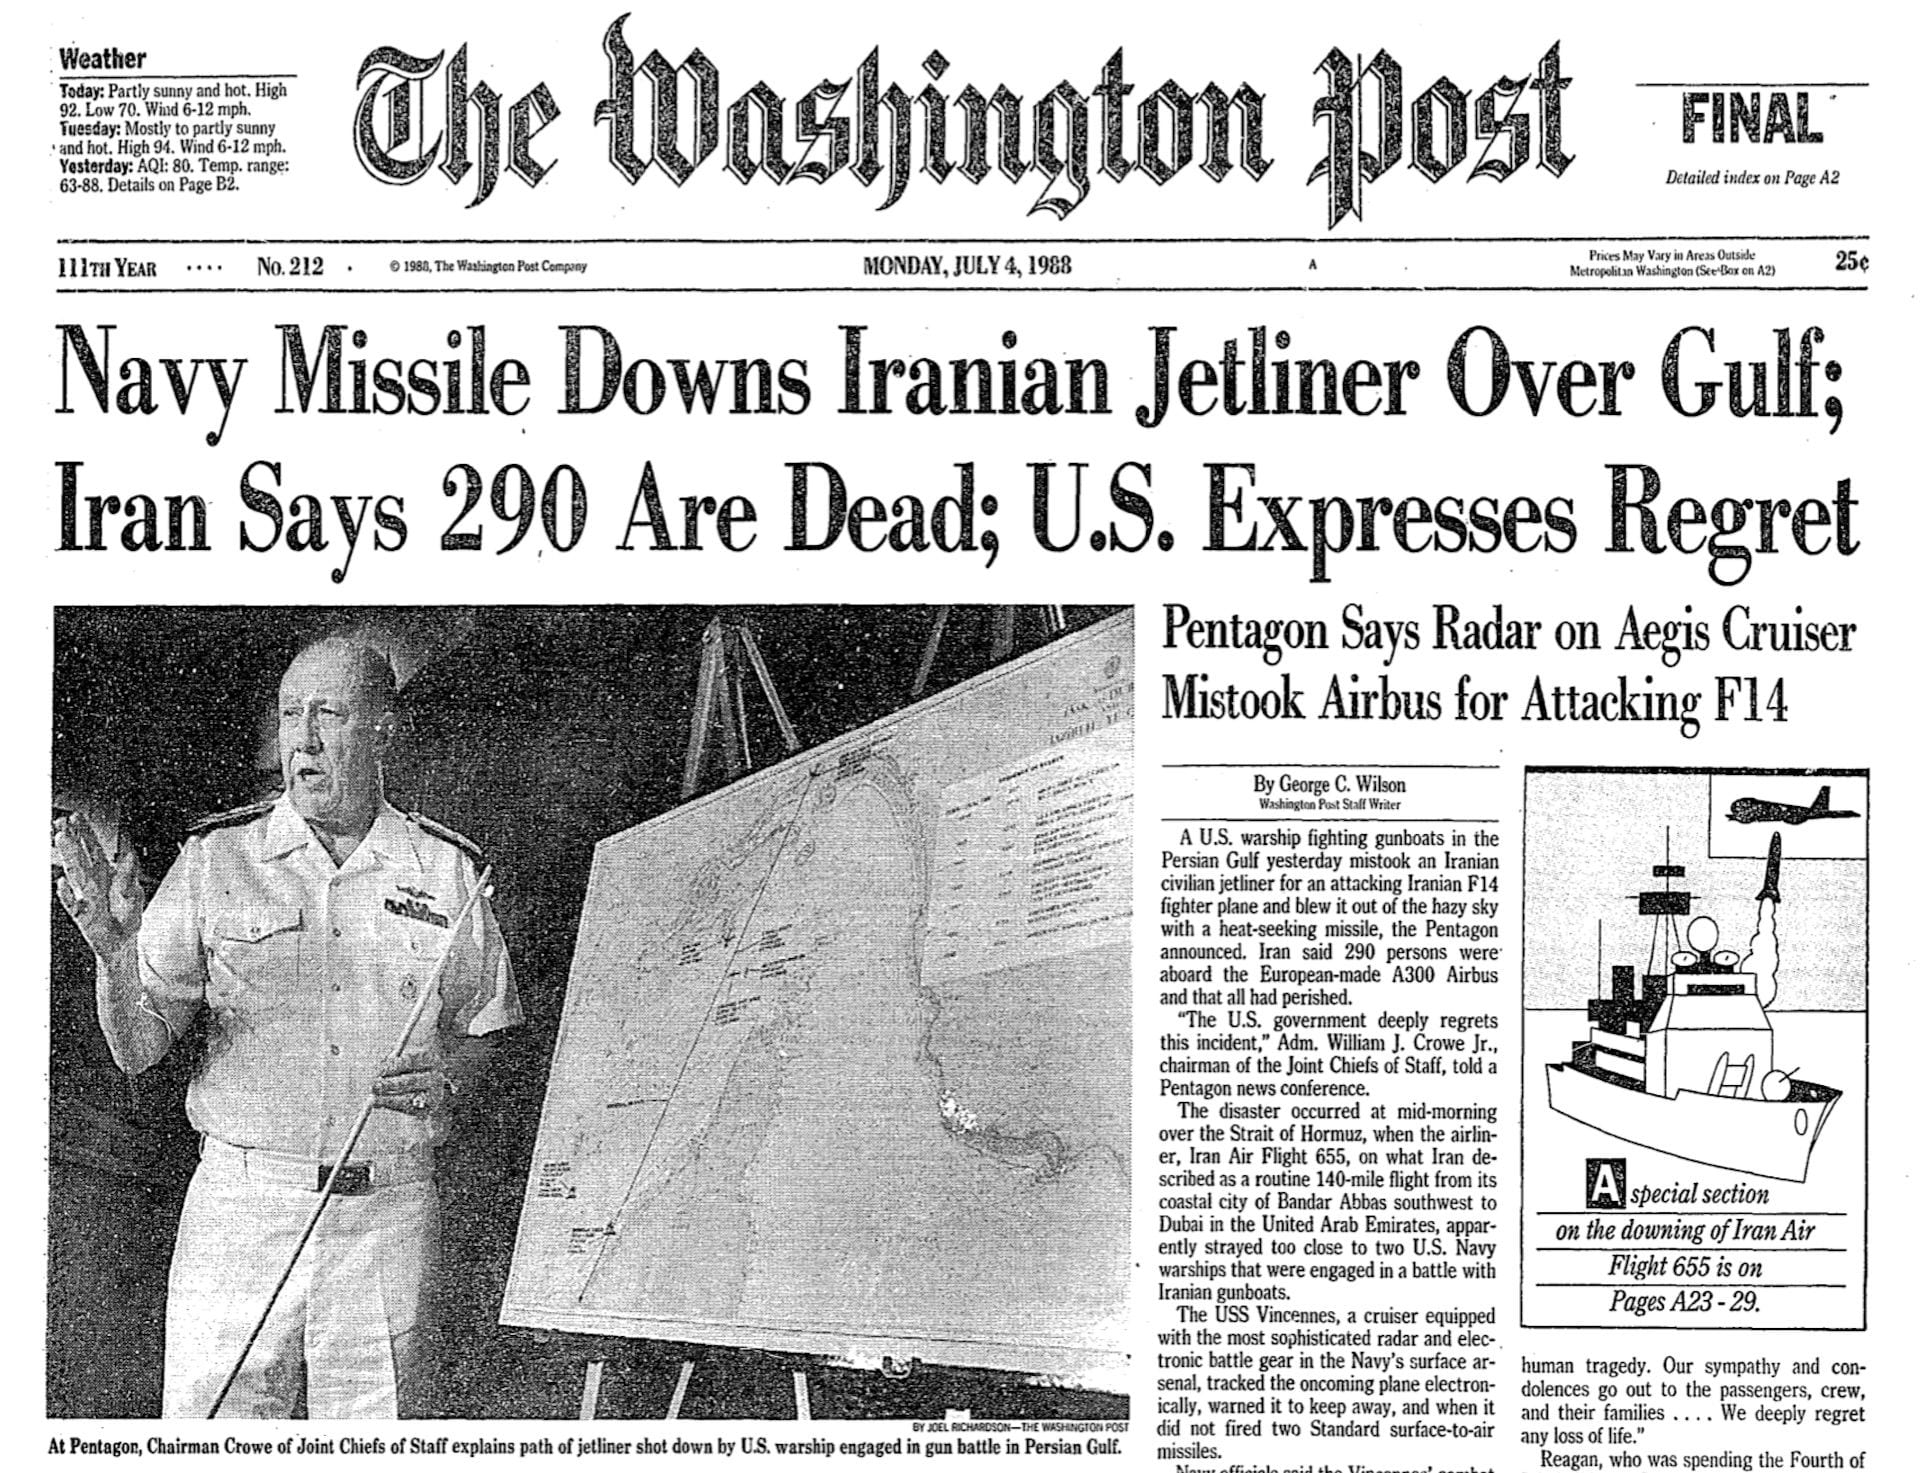 Weather
Today: Partly sunny and hot. High
92. Low 70. Wind 6-12 mph.
Tuesday: Mostly to partly sunny
and hot. High 94. Wind 6-12 mph.
Yesterday: AQI: 80. Temp. range:
63-88. Details on Page B2.
The Washington Post
FINAL
Detailed index on Page A2
111TH YEAR .... No. 212
© 1988, The Washington Post Company
MONDAY, JULY 4, 1988
A
Prices May Vary in Areas Outside
Metropolitan Washington (See Box on A2)
25¢
Navy Missile Downs Iranian Jetliner Over Gulf;
Iran Says 290 Are Dead; U.S. Expresses Regret
BY JOEL RICHARDSON—THE WASHINGTON POST
At Pentagon, Chairman Crowe of Joint Chiefs of Staff explains path of jetliner shot down by U.S. warship engaged in gun battle in Persian Gulf.
Pentagon Says Radar on Aegis Cruiser
Mistook Airbus for Attacking F14
By George C. Wilson
Washington Post Staff Writer
A U.S. warship fighting gunboats in the
Persian Gulf yesterday mistook an Iranian
civilian jetliner for an attacking Iranian F14
fighter plane and blew it out of the hazy sky
with a heat-seeking missile, the Pentagon
announced. Iran said 290 persons were
aboard the European-made A300 Airbus
and that all had perished.
"The U.S. government deeply regrets
this incident," Adm. William J. Crowe Jr.,
chairman of the Joint Chiefs of Staff, told a
Pentagon news conference.
The disaster occurred at mid-morning
over the Strait of Hormuz, when the airlin-
er, Iran Air Flight 655, on what Iran de-
scribed as a routine 140-mile flight from its
coastal city of Bandar Abbas southwest to
Dubai in the United Arab Emirates, appar-
ently strayed too close to two U.S. Navy
warships that were engaged in a battle with
Iranian gunboats.
The USS Vincennes, a cruiser equipped
with the most sophisticated radar and elec-
tronic battle gear in the Navy's surface ar-
senal, tracked the oncoming plane electron-
ically, warned it to keep away, and when it
did not fired two Standard surface-to-air
missiles.
Navy officials said the Vincennes' combat
A special section
on the downing of Iran Air
Flight 655 is on
Pages A23 - 29.
human tragedy. Our sympathy and con-
dolences go out to the passengers, crew,
and their families .... We deeply regret
any loss of life."
Reagan, who was spending the Fourth of